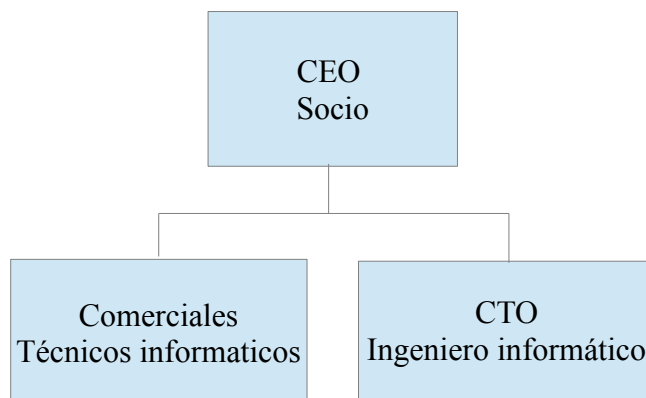 CEO
Socio
Comerciales
Técnicos informaticos
CTO
Ingeniero informático